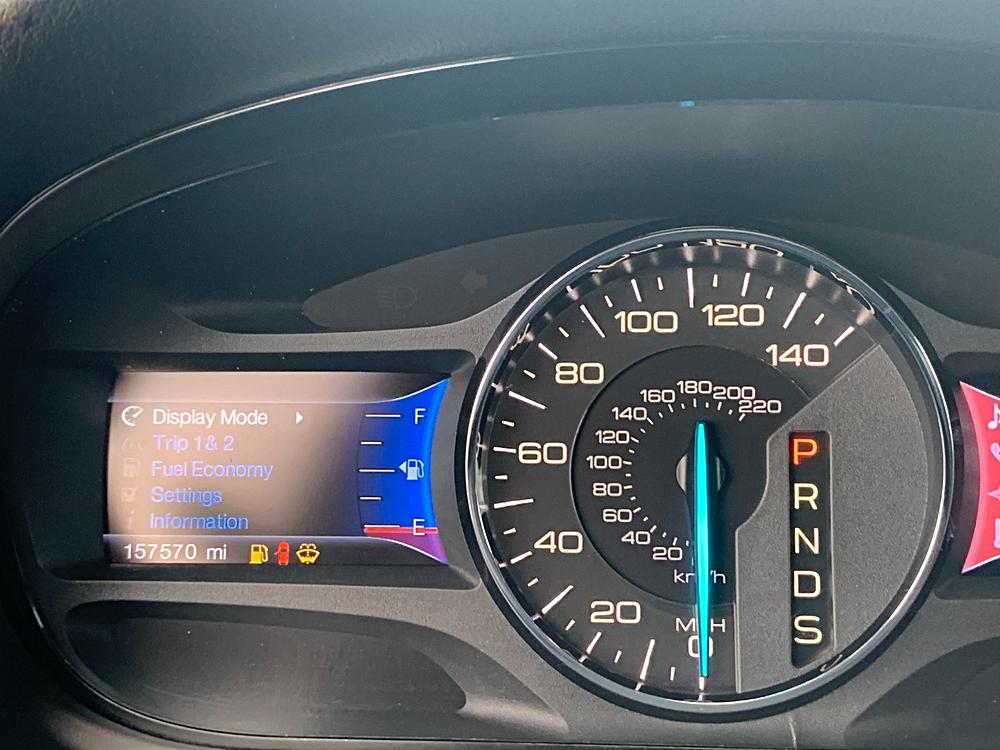 Display Mode
Trip 1 & 2
Fuel Economy
Settings
Information
157570 mi
F
E
0
20
40
60
80
100
120
140
MPH
20
40
60
80
100
120
140
160
180
200
220
km/h
P
R
N
D
S